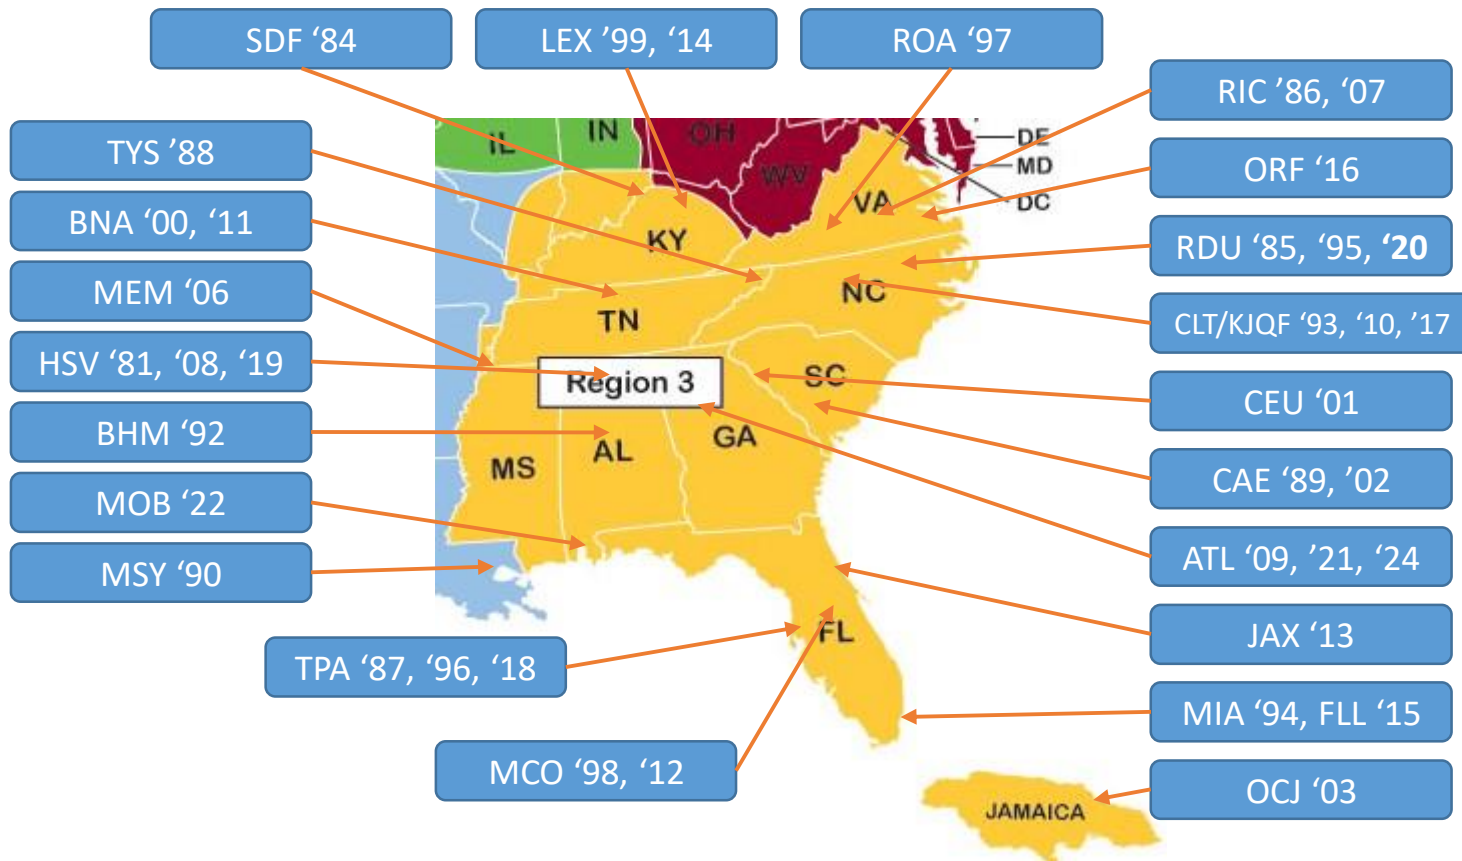 SDF ‘84
LEX ’99, ‘14
ROA ‘97
RIC ’86, ‘07
TYS ‘88
ORF ‘16
BNA ‘00, ‘11
RDU ‘85, ‘95, ‘20
MEM ‘06
CLT/KJQF ‘93, ‘10, ’17
HSV ‘81, ‘08, ‘19
CEU ‘01
BHM ‘92
CAE ‘89, ’02
MOB ‘22
ATL ‘09, ’21, ‘24
MSY ‘90
JAX ‘13
TPA ‘87, ‘96, ‘18
MIA ‘94, FLL ‘15
MCO ‘98, ‘12
OCJ ‘03
IL
IN
OH
WV
DE
MD
DC
VA
KY
NC
TN
Region 3
SC
GA
AL
MS
FL
JAMAICA